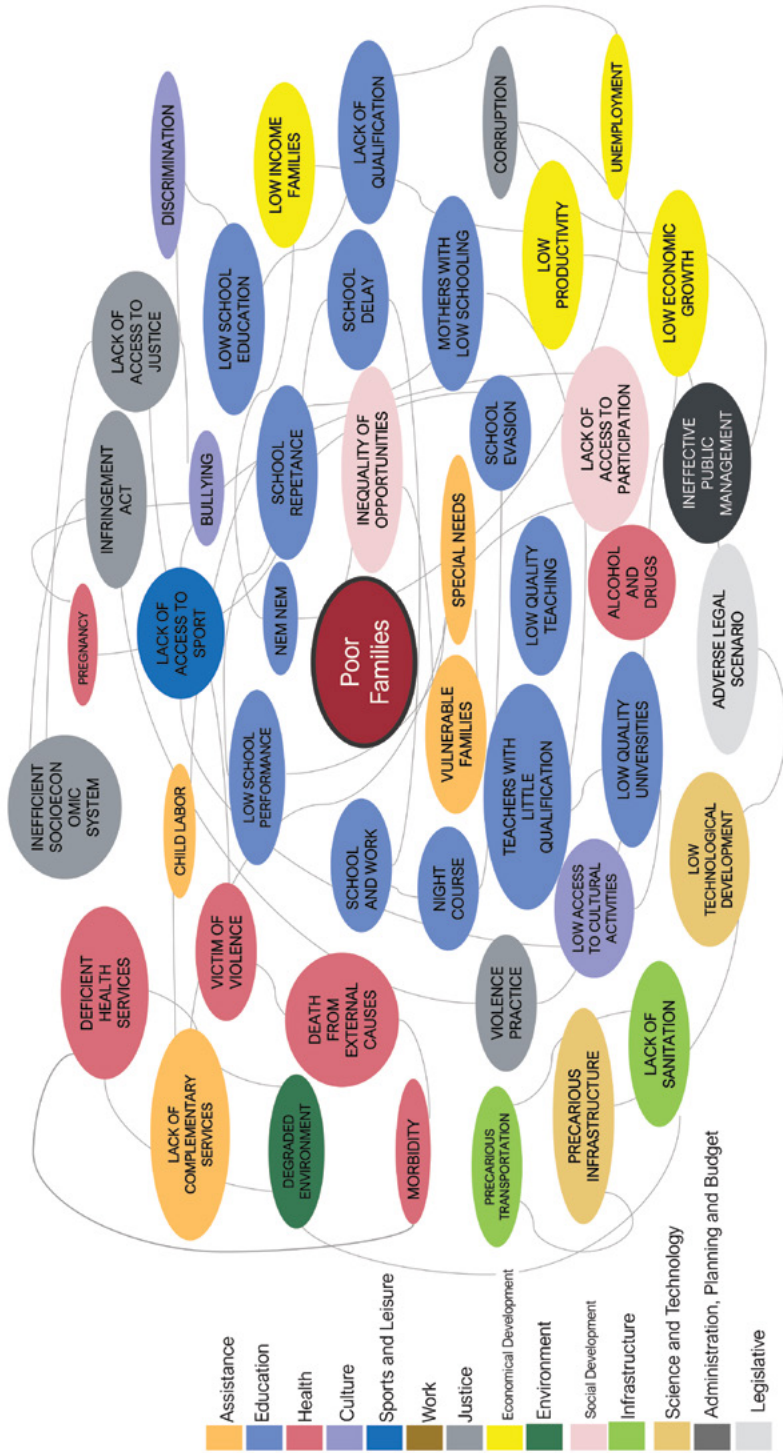 Assistance
Education
Health
Culture
Sports and Leisure
Work
Justice
Economical Development
Environment
Social Development
Infrastructure
Science and Technology
Administration, Planning and Budget
Legislative
DEFICIENT
HEALTH
SERVICES
LACK OF
COMPLEMENTARY
SERVICES
VICTIM OF
VIOLENCE
DEGRADED
ENVIRONMENT
DEATH
FROM
EXTERNAL
CAUSES
MORBIDITY
PRECARIOUS
TRANSPORTATION
VIOLENCE
PRACTICE
PRECARIOUS
INFRASTRUCTURE
LACK OF
SANITATION
INEFFICIENT
SOCIOECON
OMIC
SYSTEM
PREGNANCY
CHILD LABOR
LACK OF
ACCESS TO
SPORT
LOW SCHOOL
PERFORMANCE
NEM NEM
SCHOOL
AND WORK
Poor
Families
NIGHT
COURSE
VULNERABLE
FAMILIES
SPECIAL NEEDS
TEACHERS WITH
LITTLE
QUALIFICATION
LOW QUALITY
TEACHING
LOW ACCESS
TO CULTURAL
ACTIVITIES
LOW QUALITY
UNIVERSITIES
ALCOHOL
AND
DRUGS
LOW
TECHNOLOGICAL
DEVELOPMENT
ADVERSE LEGAL
SCENARIO
INFRINGEMENT
ACT
LACK OF
ACCESS TO
JUSTICE
DISCRIMINATION
BULLYING
LOW SCHOOL
EDUCATION
SCHOOL
REPETANCE
LOW INCOME
FAMILIES
SCHOOL
DELAY
INEQUALITY OF
OPPORTUNITIES
LACK OF
QUALIFICATION
MOTHERS WITH
LOW SCHOOLING
SCHOOL
EVASION
CORRUPTION
LOW
PRODUCTIVITY
LACK OF
ACCESS TO
PARTICIPATION
UNEMPLOYMENT
LOW ECONOMIC
GROWTH
INEFFECTIVE
PUBLIC
MANAGEMENT